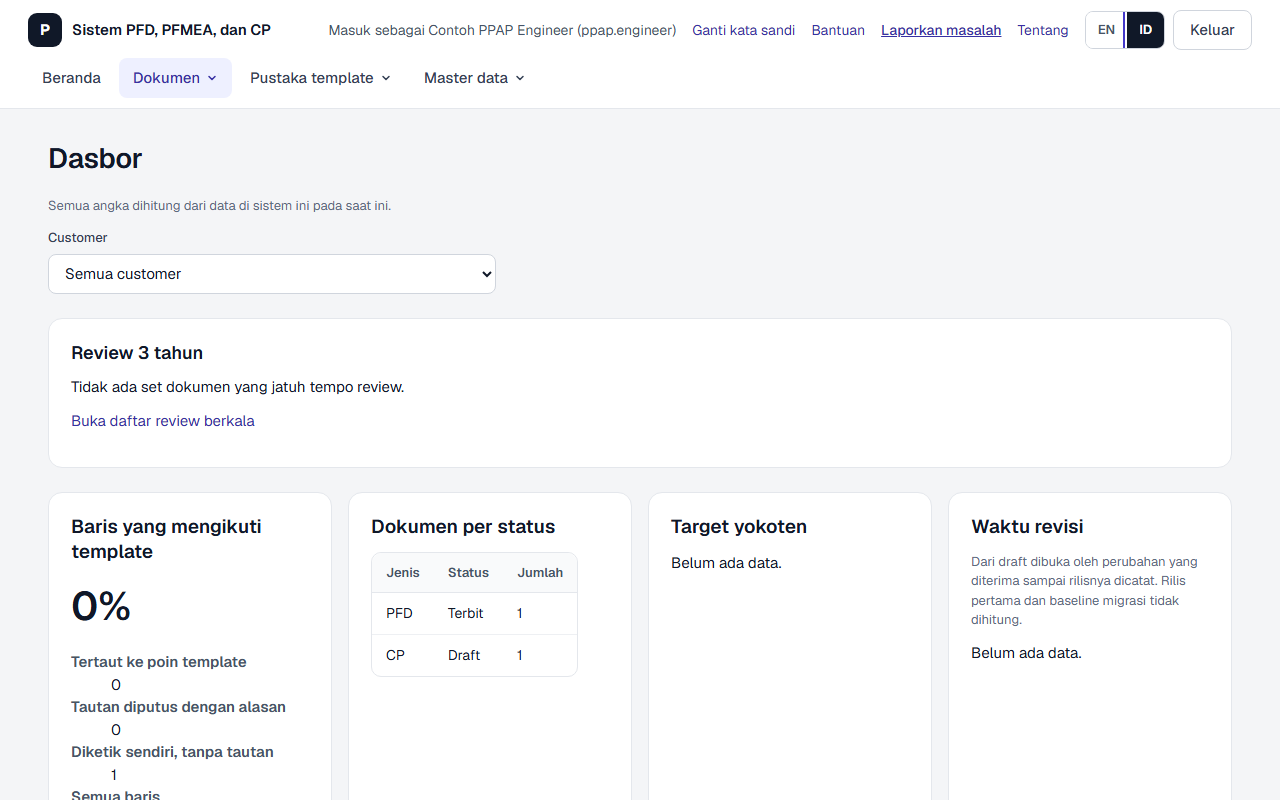 P
Sistem PFD, PFMEA, dan CP
Masuk sebagai Contoh PPAP Engineer (ppap.engineer)
Ganti kata sandi
Bantuan
Laporkan masalah
Tentang
EN
ID
Keluar
Beranda
Dokumen
Pustaka template
Master data
Dasbor
Semua angka dihitung dari data di sistem ini pada saat ini.
Customer
Semua customer
Review 3 tahun
Tidak ada set dokumen yang jatuh tempo review.
Buka daftar review berkala
Baris yang mengikuti
template
0%
Tertaut ke poin template
0
Tautan diputus dengan alasan
0
Diketik sendiri, tanpa tautan
1
Semua baris
Dokumen per status
Jenis Status Jumlah
PFD Terbit 1
CP Draft 1
Target yokoten
Belum ada data.
Waktu revisi
Dari draft dibuka oleh perubahan yang
diterima sampai rilisnya dicatat. Rilis
pertama dan baseline migrasi tidak
dihitung.
Belum ada data.